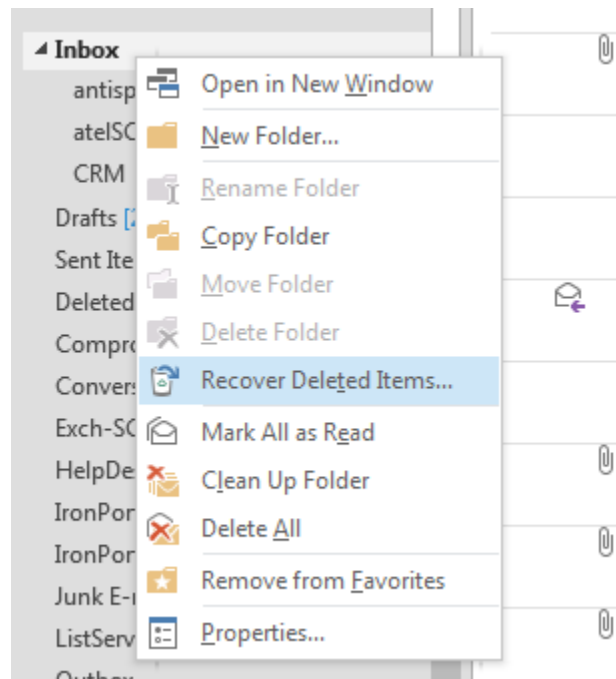 Inbox
Open in New Window
antisp
New Folder...
atelSC
CRM
Rename Folder
Drafts [2
Copy Folder
Sent Ite
Move Folder
Deleted
Delete Folder
Compro
Recover Deleted Items...
Convers
Exch-SC
Mark All as Read
HelpDe
Clean Up Folder
IronPor
Delete All
IronPor
Remove from Favorites
Junk E-
ListServ
Properties...
Outbox